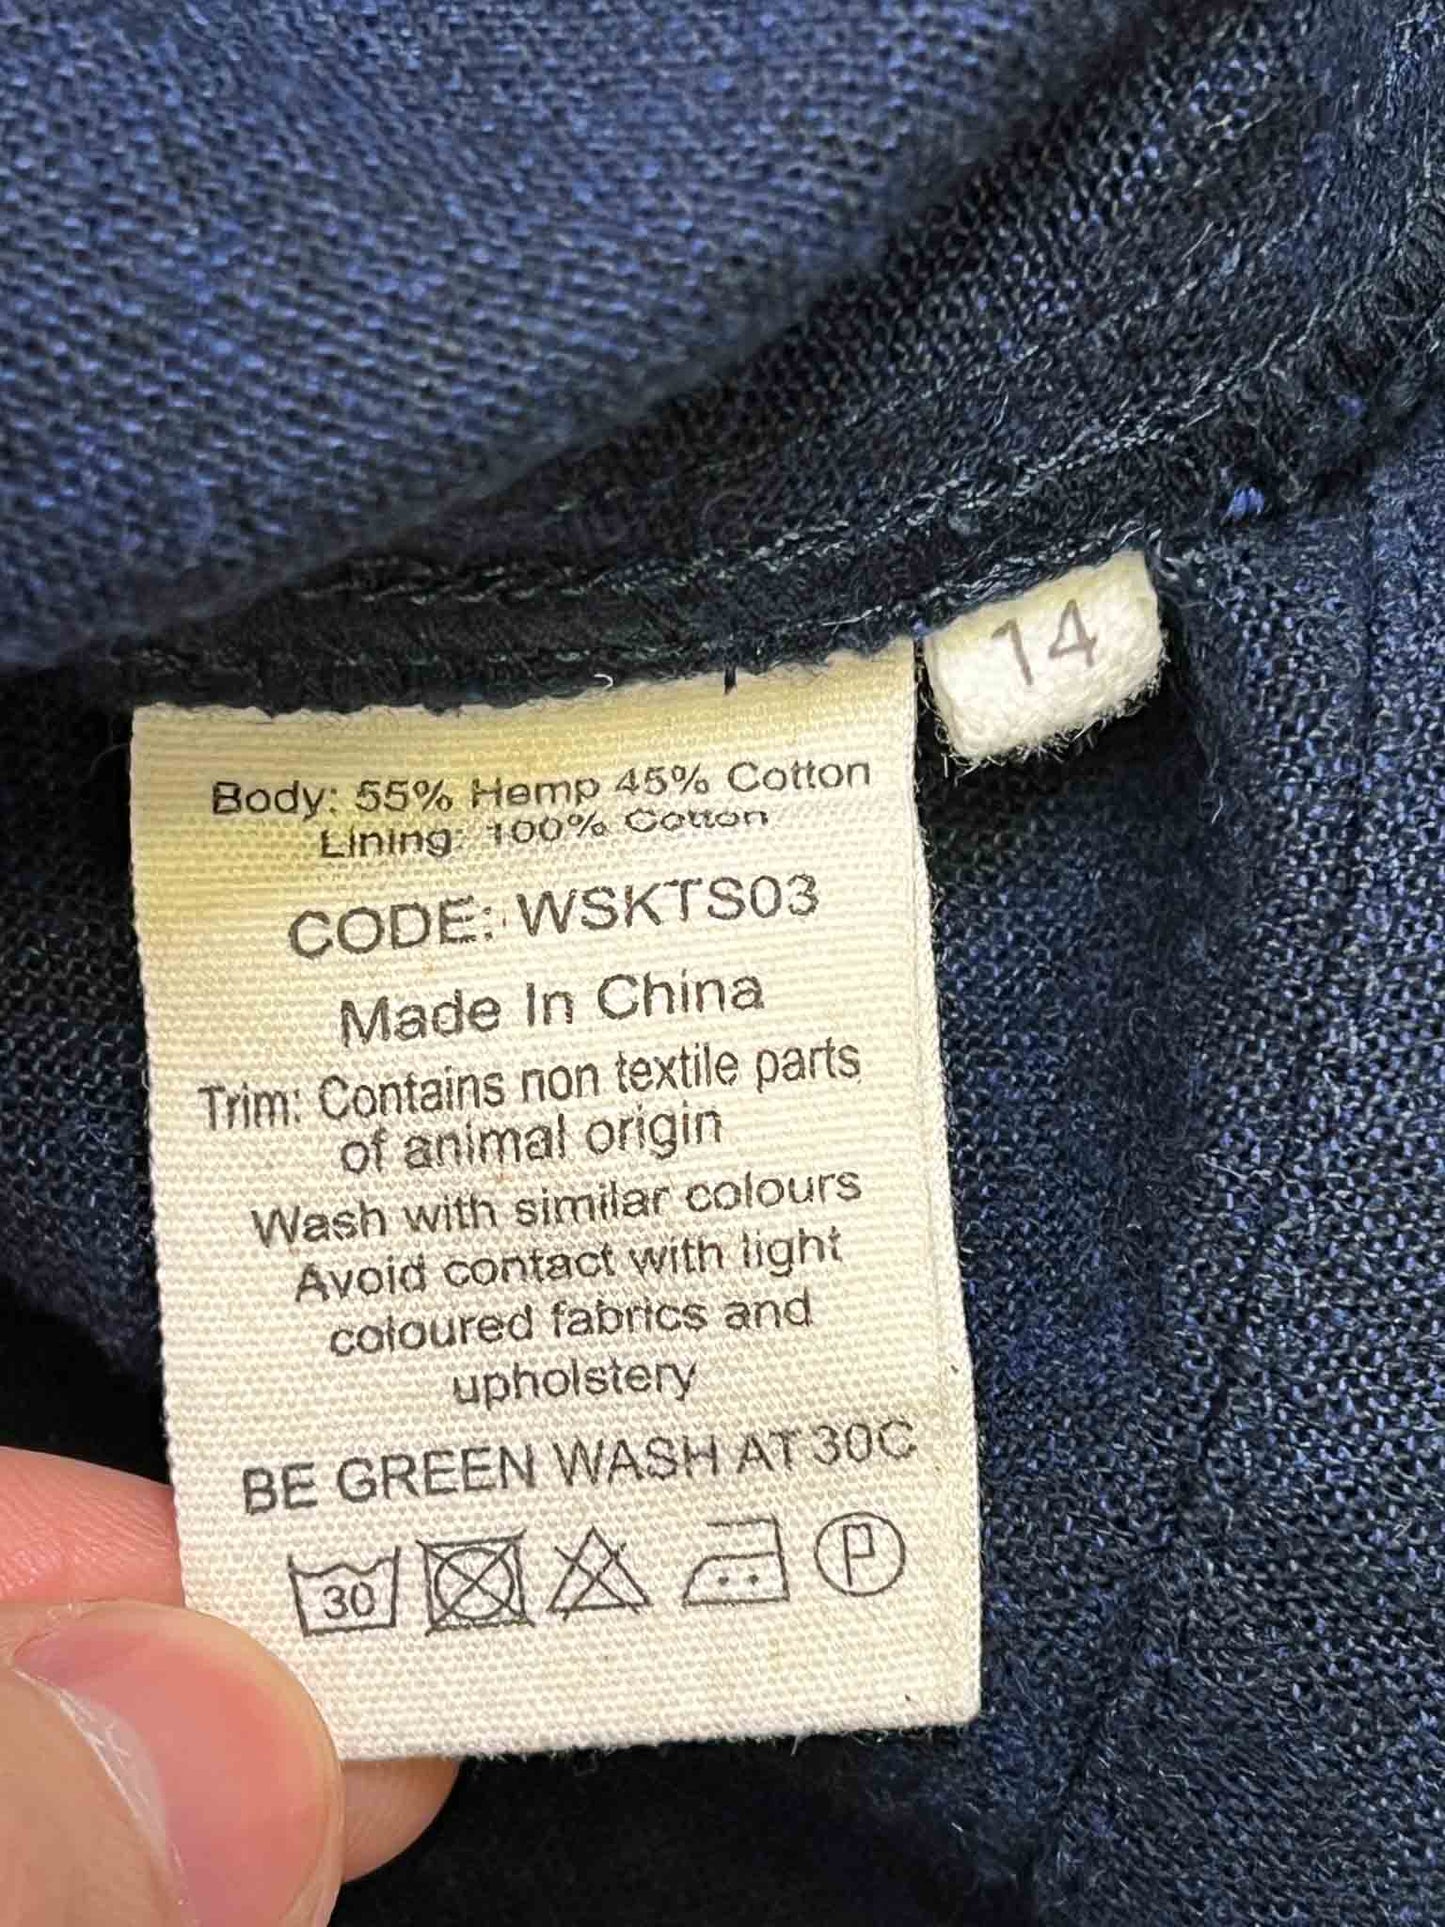 14
Body: 55% Hemp 45% Cotton
Lining: 100% Cotton
CODE: WSKTS03
Made In China
Trim: Contains non textile parts
of animal origin
Wash with similar colours
Avoid contact with light
coloured fabrics and
upholstery
BE GREEN WASH AT 30C
30
P